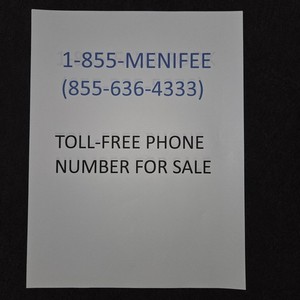 1-855-MENIFEE
(855-636-4333)
TOLL-FREE PHONE
NUMBER FOR SALE